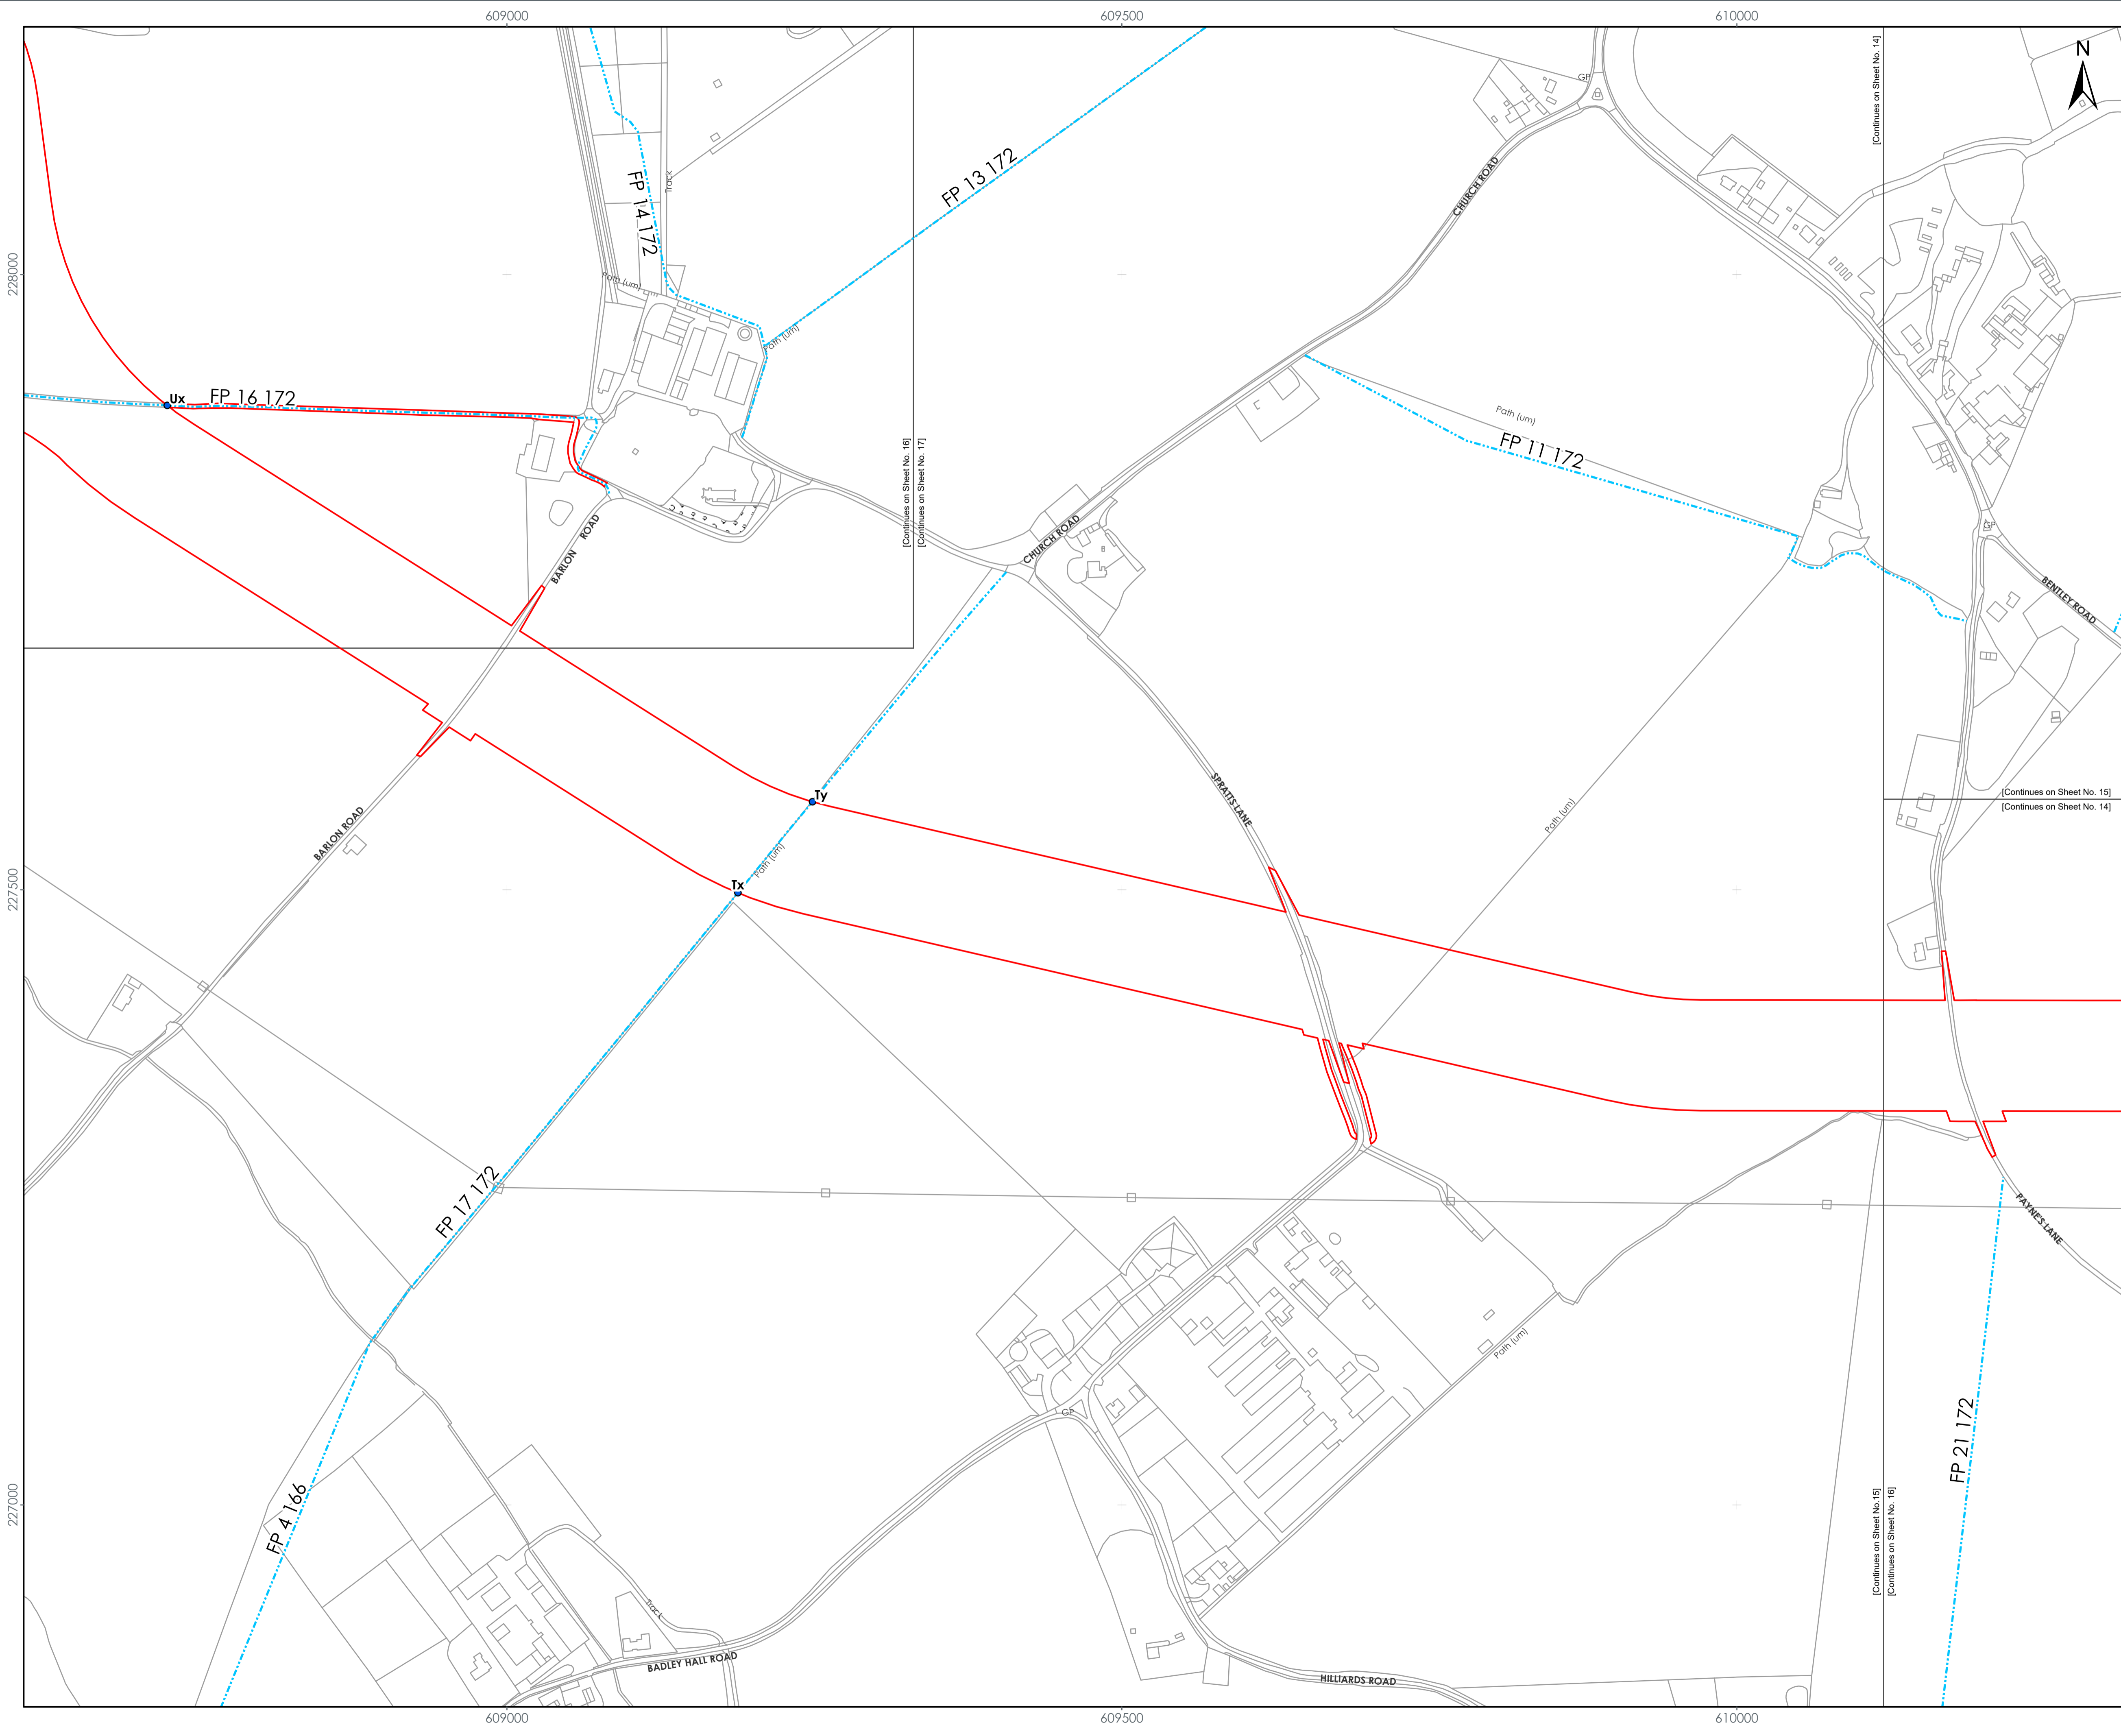 609000
609500
610000
N
[Continues on Sheet No. 14]
GP
CHURCH ROAD
FP 13 172
FP 14 172
Track
228000
Path (um)
Path (um)
Ux
FP 16 172
Path (um)
FP 11 172
[Continues on Sheet No. 16]
[Continues on Sheet No. 17]
BARLON ROAD
CHURCH ROAD
GP
BENTLEY ROAD
Ty
SPRATTS LANE
Path (um)
[Continues on Sheet No. 15]
[Continues on Sheet No. 14]
BARLON ROAD
Path (um)
Tx
227500
FP 17 172
PAYNE'S LANE
Path (um)
GP
FP 21 172
227000
FP 4 166
[Continues on Sheet No.15]
[Continues on Sheet No. 16]
Track
BADLEY HALL ROAD
HILLIARDS ROAD
609000
609500
610000